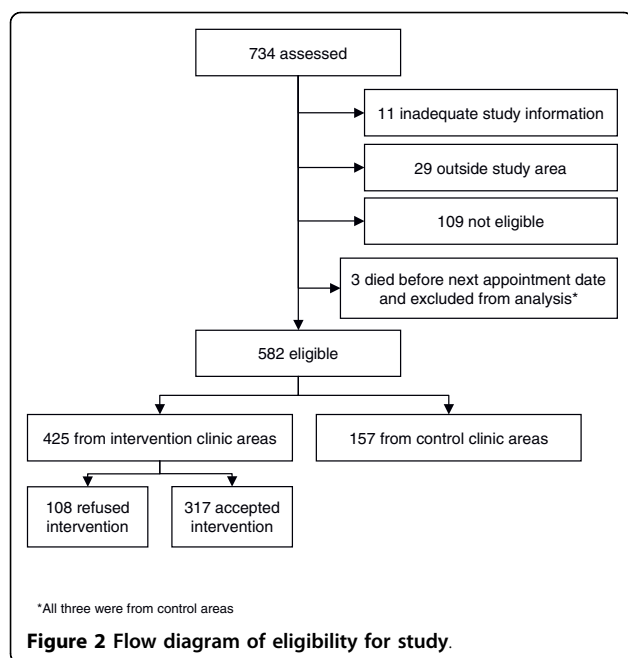 734 assessed
11 inadequate study information
29 outside study area
109 not eligible
3 died before next appointment date
and excluded from analysis*
582 eligible
425 from intervention clinic areas
157 from control clinic areas
108 refused
intervention
317 accepted
intervention
*All three were from control areas
Figure 2 Flow diagram of eligibility for study.